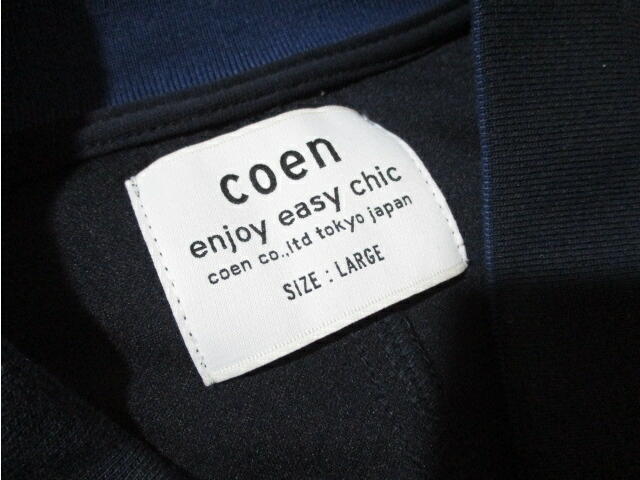 coen
enjoy easy chic
coen co.,ltd tokyo japan
SIZE : LARGE